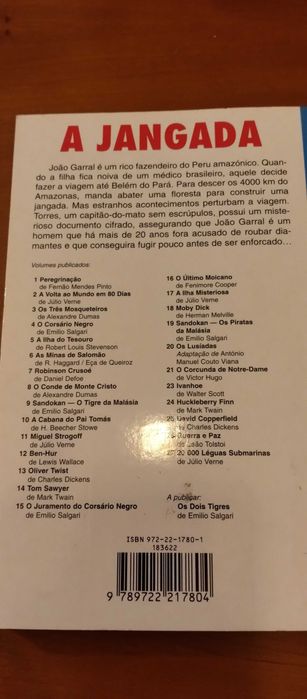 A JANGADA
João Garral é um rico fazendeiro do Peru amazónico. Quan-
do a filha fica noiva de um médico brasileiro, aquele decide
fazer a viagem até Belém do Pará. Para descer os 4000 km do
Amazonas, manda abater uma floresta para construir uma
jangada. Mas estranhos acontecimentos perturbam a viagem.
Torres, um capitão-do-mato sem escrúpulos, possui um miste-
rioso documento cifrado, assegurando que João Garral é um
homem que há mais de 20 anos fora acusado de roubar dia-
mantes e que conseguira fugir pouco antes de ser enforcado...
Volumes publicados:
1 Peregrinação
de Fernão Mendes Pinto
2 A Volta ao Mundo em 80 Dias
de Júlio Verne
3 Os Três Mosqueteiros
de Alexandre Dumas
4 O Corsário Negro
de Emilio Salgari
5 A Ilha do Tesouro
de Robert Louis Stevenson
6 As Minas de Salomão
de R. Haggard / Eça de Queiroz
7 Robinson Crusoé
de Daniel Defoe
8 O Conde de Monte Cristo
de Alexandre Dumas
9 Sandokan — O Tigre da Malásia
de Emilio Salgari
10 A Cabana do Pai Tomás
de H. Beecher Stowe
11 Miguel Strogoff
de Júlio Verne
12 Ben-Hur
de Lewis Wallace
13 Oliver Twist
de Charles Dickens
14 Tom Sawyer
de Mark Twain
15 O Juramento do Corsário Negro
de Emilio Salgari
16 O Último Moicano
de Fenimore Cooper
17 A Ilha Misteriosa
de Júlio Verne
18 Moby Dick
de Herman Melville
19 Sandokan — Os Piratas
da Malásia
de Emilio Salgari
20 Os Lusíadas
Adaptação de António
Manuel Couto Viana
21 O Corcunda de Notre-Dame
de Victor Hugo
22 Ivanhoe
de Walter Scott
24 Huckleberry Finn
de Mark Twain
25 David Copperfield
de Charles Dickens
Guerra e Paz
de Leão Tolstoi
20 000 Léguas Submarinas
de Júlio Verne
A publicar:
Os Dois Tigres
de Emilio Salgari
ISBN 972-22-1780-1
183622
9 789722 217804